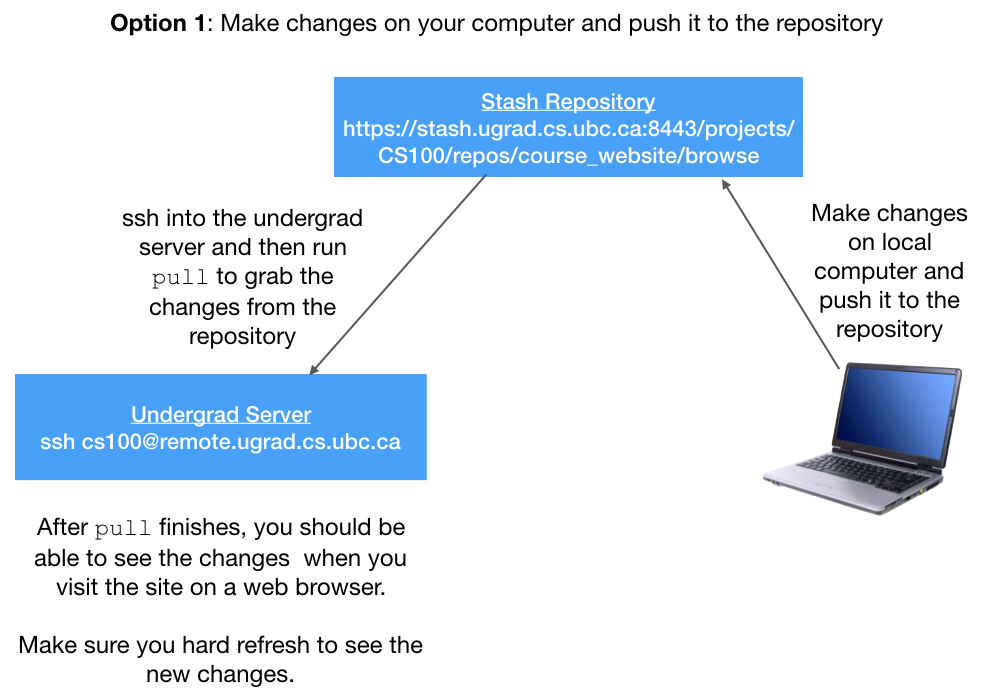 Option 1: Make changes on your computer and push it to the repository
Stash Repository
https://stash.ugrad.cs.ubc.ca:8443/projects/
CS100/repos/course_website/browse
ssh into the undergrad
server and then run
pull to grab the
changes from the
repository
Make changes
on local
computer and
push it to the
repository
Undergrad Server
ssh cs100@remote.ugrad.cs.ubc.ca
After pull finishes, you should be
able to see the changes when you
visit the site on a web browser.
Make sure you hard refresh to see the
new changes.